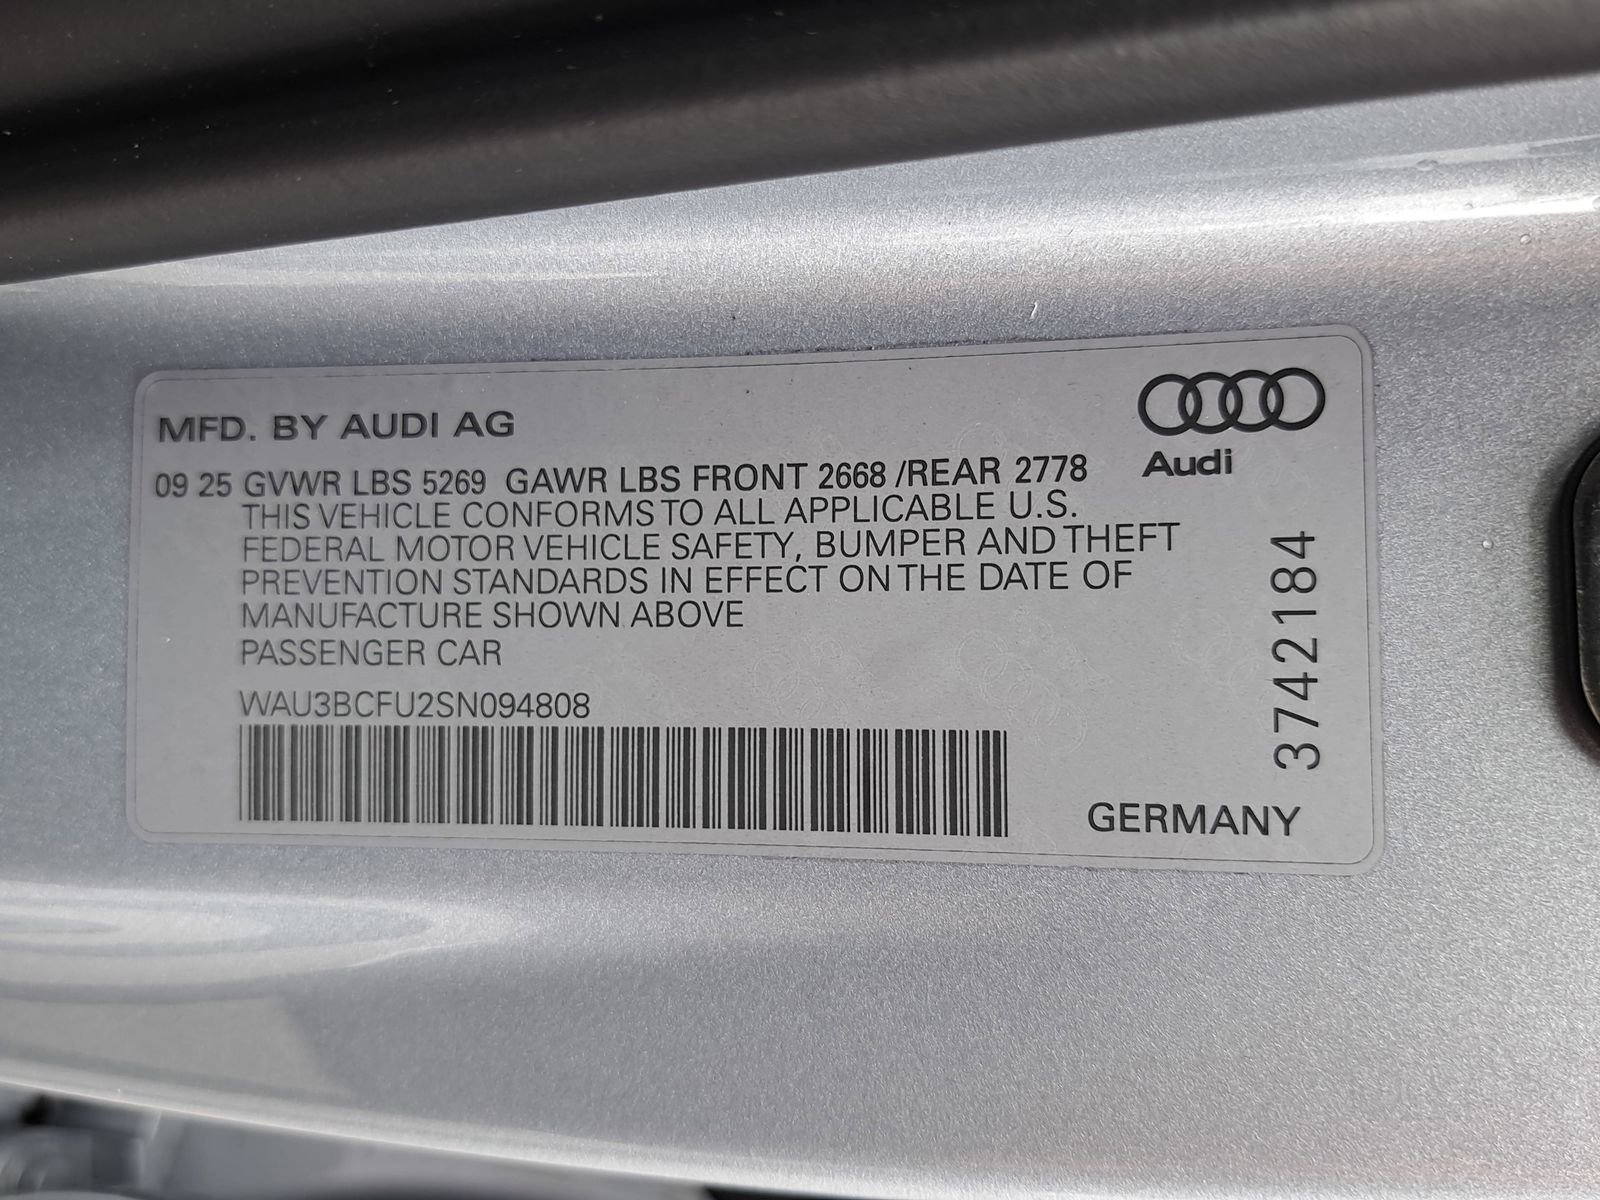 MFD. BY AUDI AG
Audi
09 25 GVWR LBS 5269 GAWR LBS FRONT 2668 /REAR 2778
THIS VEHICLE CONFORMS TO ALL APPLICABLE U.S.
FEDERAL MOTOR VEHICLE SAFETY, BUMPER AND THEFT
PREVENTION STANDARDS IN EFFECT ON THE DATE OF
MANUFACTURE SHOWN ABOVE
PASSENGER CAR
WAU3BCFU2SN094808
GERMANY
3742184